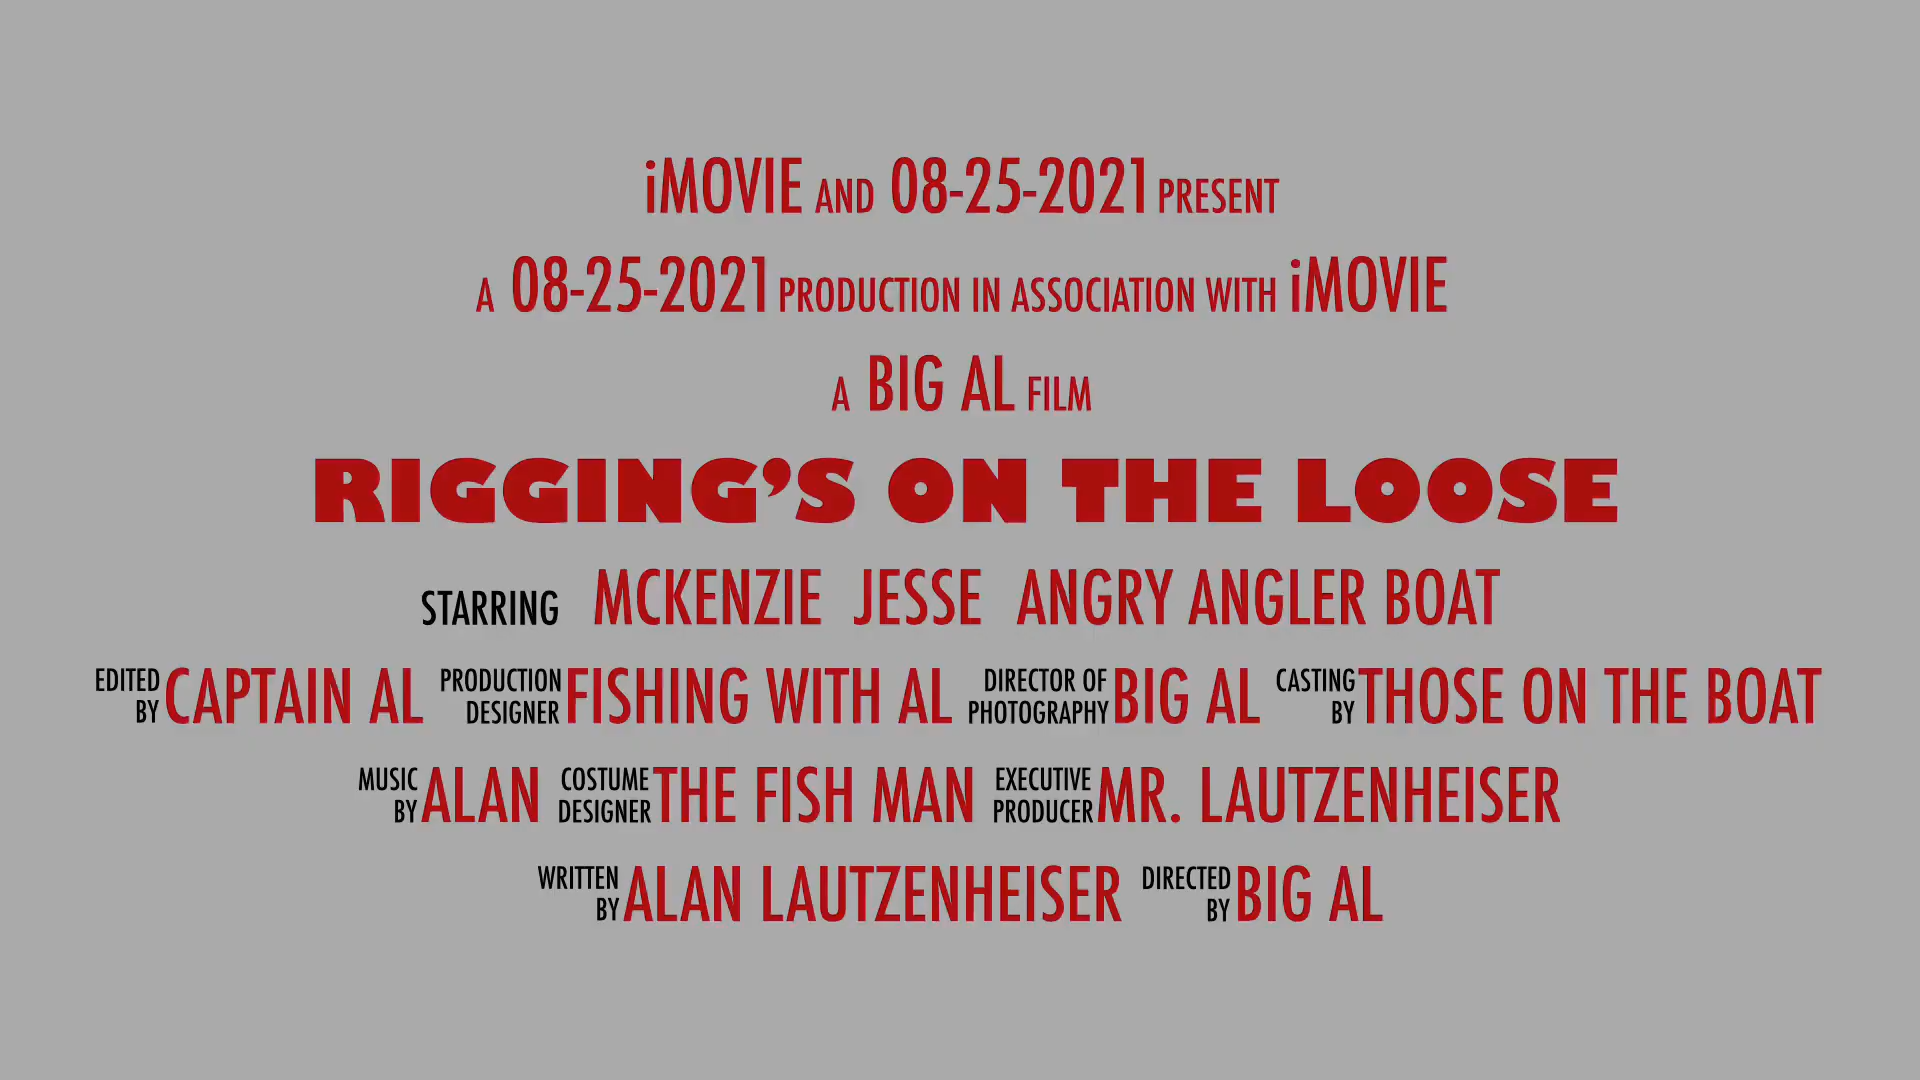 iMOVIE AND 08-25-2021 PRESENT
A 08-25-2021 PRODUCTION IN ASSOCIATION WITH iMOVIE
A BIG AL FILM
RIGGING'S ON THE LOOSE
STARRING MCKENZIE JESSE ANGRY ANGLER BOAT
EDITED BY CAPTAIN AL PRODUCTION DESIGNER FISHING WITH AL DIRECTOR OF PHOTOGRAPHY BIG AL CASTING BY THOSE ON THE BOAT
MUSIC BY ALAN COSTUME DESIGNER THE FISH MAN EXECUTIVE PRODUCER MR. LAUTZENHEISER
WRITTEN BY ALAN LAUTZENHEISER DIRECTED BY BIG AL